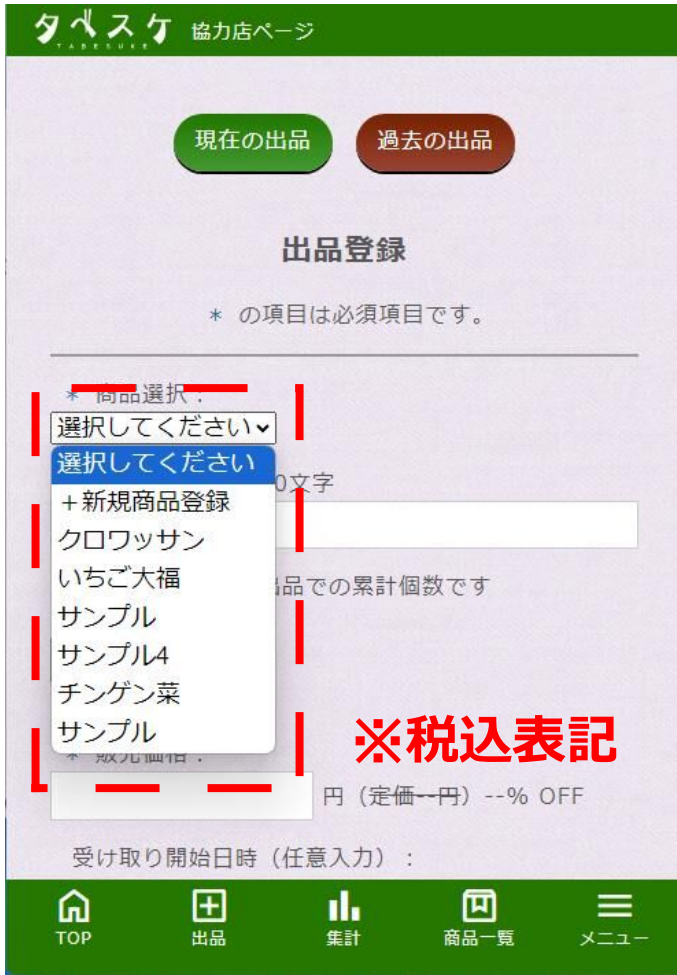 タベスケ 協力店ページ
TABESUKE
現在の出品 過去の出品
出品登録
* の項目は必須項目です。
* 商品選択：
選択してください
選択してください
＋新規商品登録
0文字
クロワッサン
いちご大福
出品での累計個数です
サンプル
サンプル4
チンゲン菜
サンプル
※税込表記
* 販売価格：
円（定価--円）--% OFF
受け取り開始日時（任意入力）：
TOP 出品 集計 商品一覧 メニュー